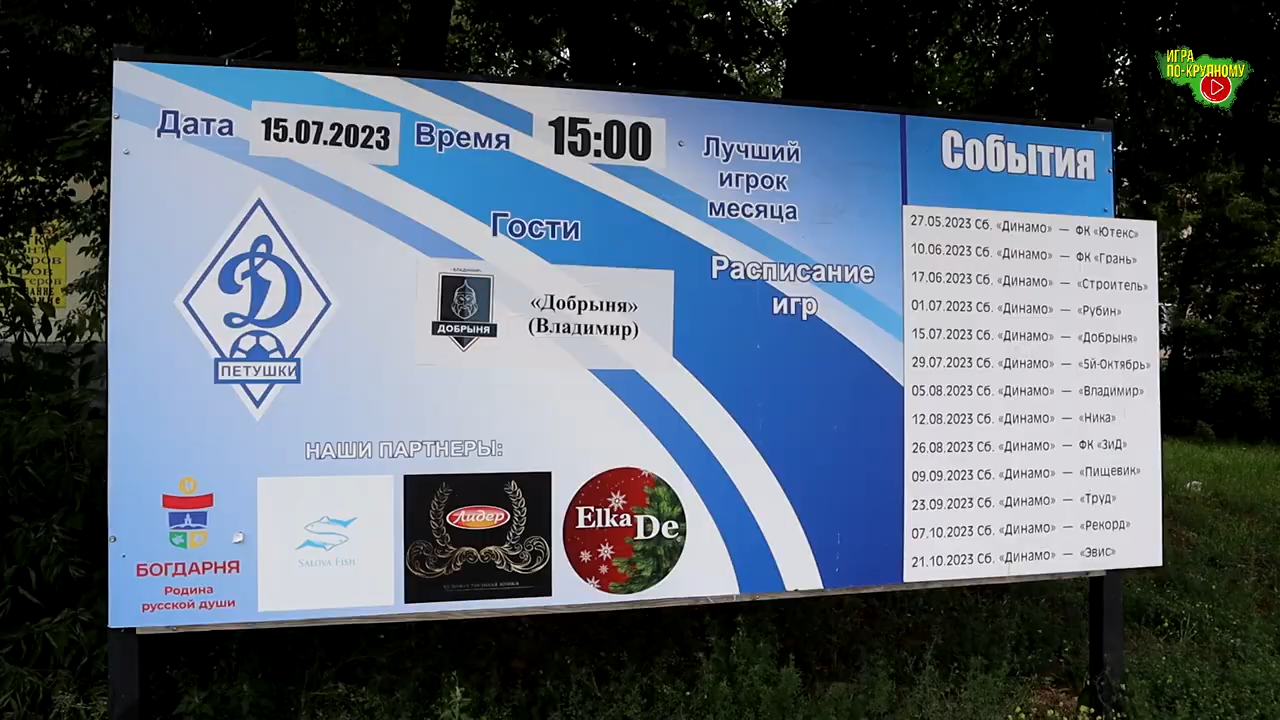 ИГРА
ПО-КРУПНОМУ
Дата 15.07.2023 Время 15:00
Лучший
игрок
месяца
События
Гости
Расписание
игр
Д
ПЕТУШКИ
ВЛАДИМИР
ДОБРЫНЯ
«Добрыня»
(Владимир)
27.05.2023 Сб. «Динамо» — ФК «Ютекс»
10.06.2023 Сб. «Динамо» — ФК «Грань»
17.06.2023 Сб. «Динамо» — «Строитель»
01.07.2023 Сб. «Динамо» — «Рубин»
15.07.2023 Сб. «Динамо» — «Добрыня»
29.07.2023 Сб. «Динамо» — «5й-Октябрь»
05.08.2023 Сб. «Динамо» — «Владимир»
12.08.2023 Сб. «Динамо» — «Ника»
26.08.2023 Сб. «Динамо» — ФК «ЗиД»
09.09.2023 Сб. «Динамо» — «Пищевик»
23.09.2023 Сб. «Динамо» — «Труд»
07.10.2023 Сб. «Динамо» — «Рекорд»
21.10.2023 Сб. «Динамо» — «Эвис»
НАШИ ПАРТНЕРЫ:
БОГДАРНЯ
Родина
русской души
SALOVA FISH
Лидер
ElkaDe